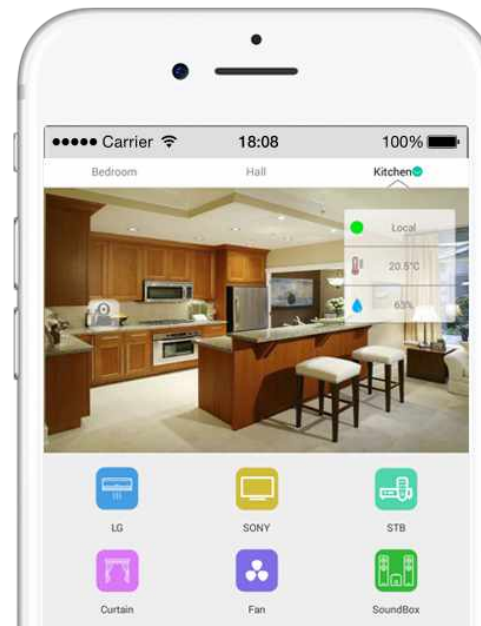 Carrier 18:08 100%
Bedroom Hall Kitchen
Local
20.5°C
63%
LG SONY STB
Curtain Fan SoundBox